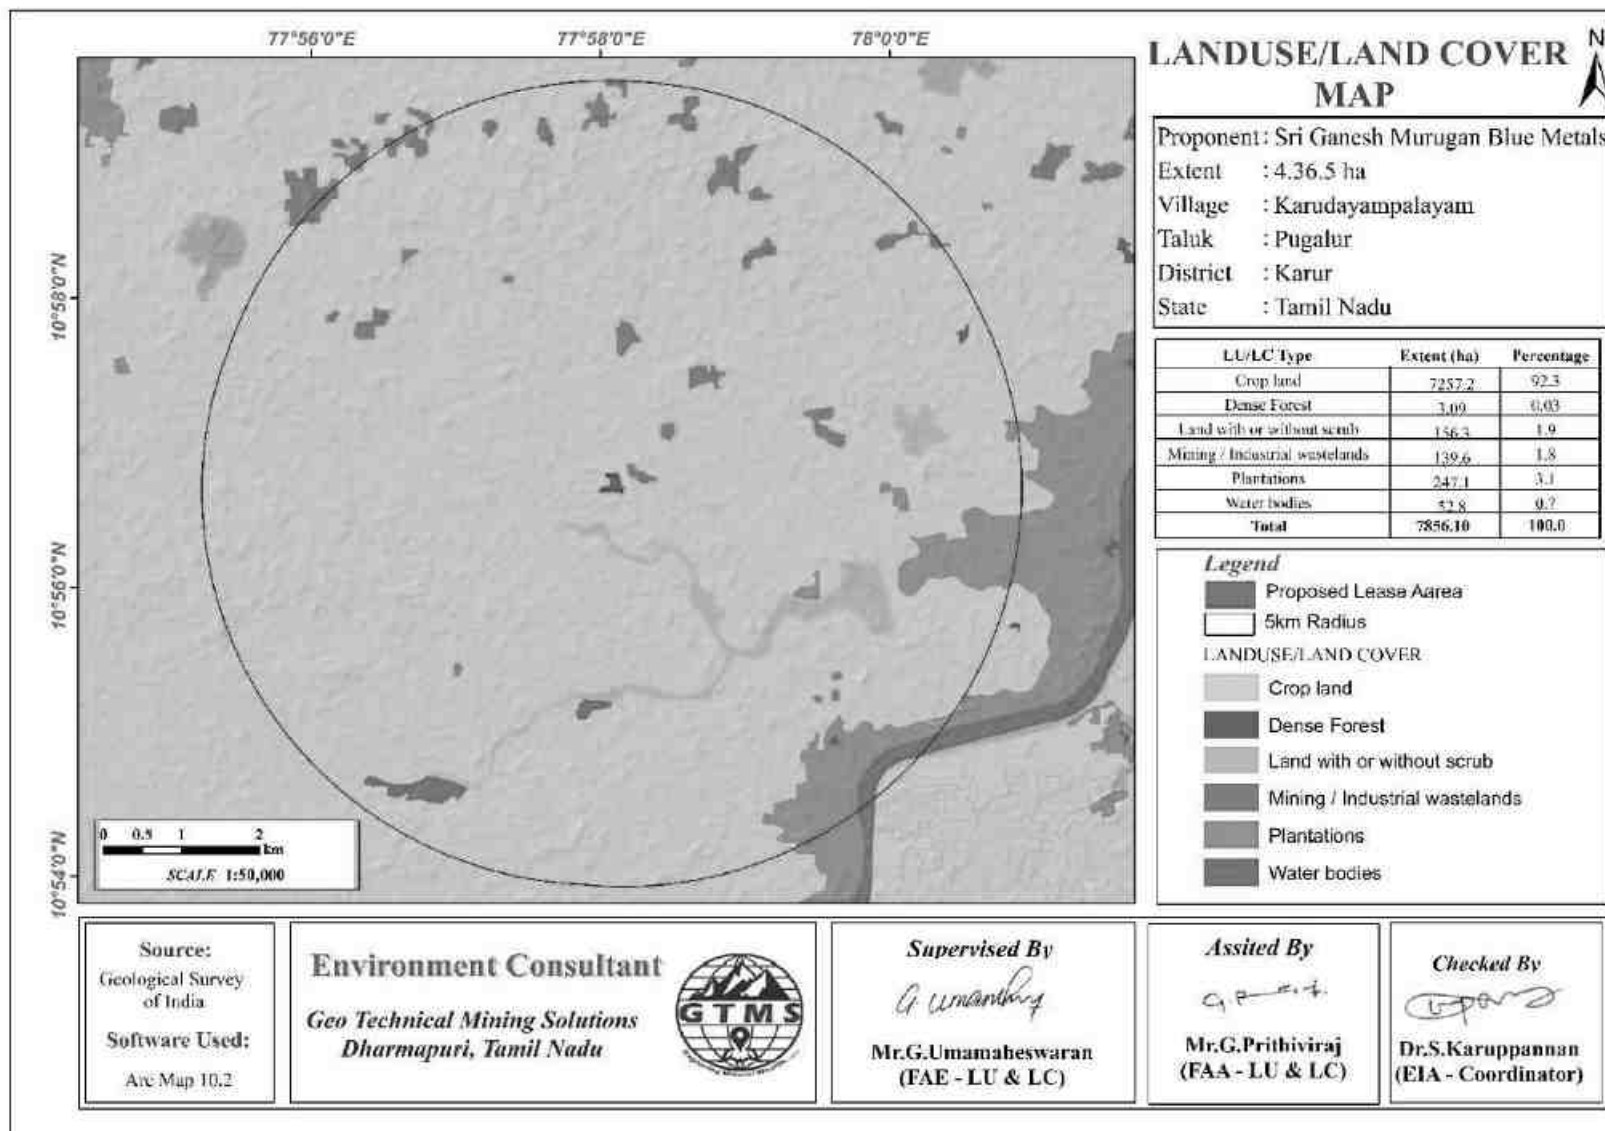 77°56'0"E 77°58'0"E 78°0'0"E
10°58'0"N
10°56'0"N
10°54'0"N
0 0.5 1 2
km
SCALE 1:50,000
N
LANDUSE/LAND COVER
MAP
Proponent : Sri Ganesh Murugan Blue Metals
Extent : 4.36.5 ha
Village : Karudayampalayam
Taluk : Pugalur
District : Karur
State : Tamil Nadu
LU/LC Type Extent (ha) Percentage
Crop land 7257.2 92.3
Dense Forest 3.09 0.03
Land with or without scrub 156.3 1.9
Mining / Industrial wastelands 139.6 1.8
Plantations 247.1 3.1
Water bodies 52.8 0.7
Total 7856.10 100.0
Legend
Proposed Lease Aarea
5km Radius
LANDUSE/LAND COVER
Crop land
Dense Forest
Land with or without scrub
Mining / Industrial wastelands
Plantations
Water bodies
Source:
Geological Survey
of India
Software Used:
Arc Map 10.2
Environment Consultant
Geo Technical Mining Solutions
Dharmapuri, Tamil Nadu
GTMS
Supervised By
Mr.G.Umamaheswaran
(FAE - LU & LC)
Assited By
Mr.G.Prithiviraj
(FAA - LU & LC)
Checked By
Dr.S.Karuppannan
(EIA - Coordinator)